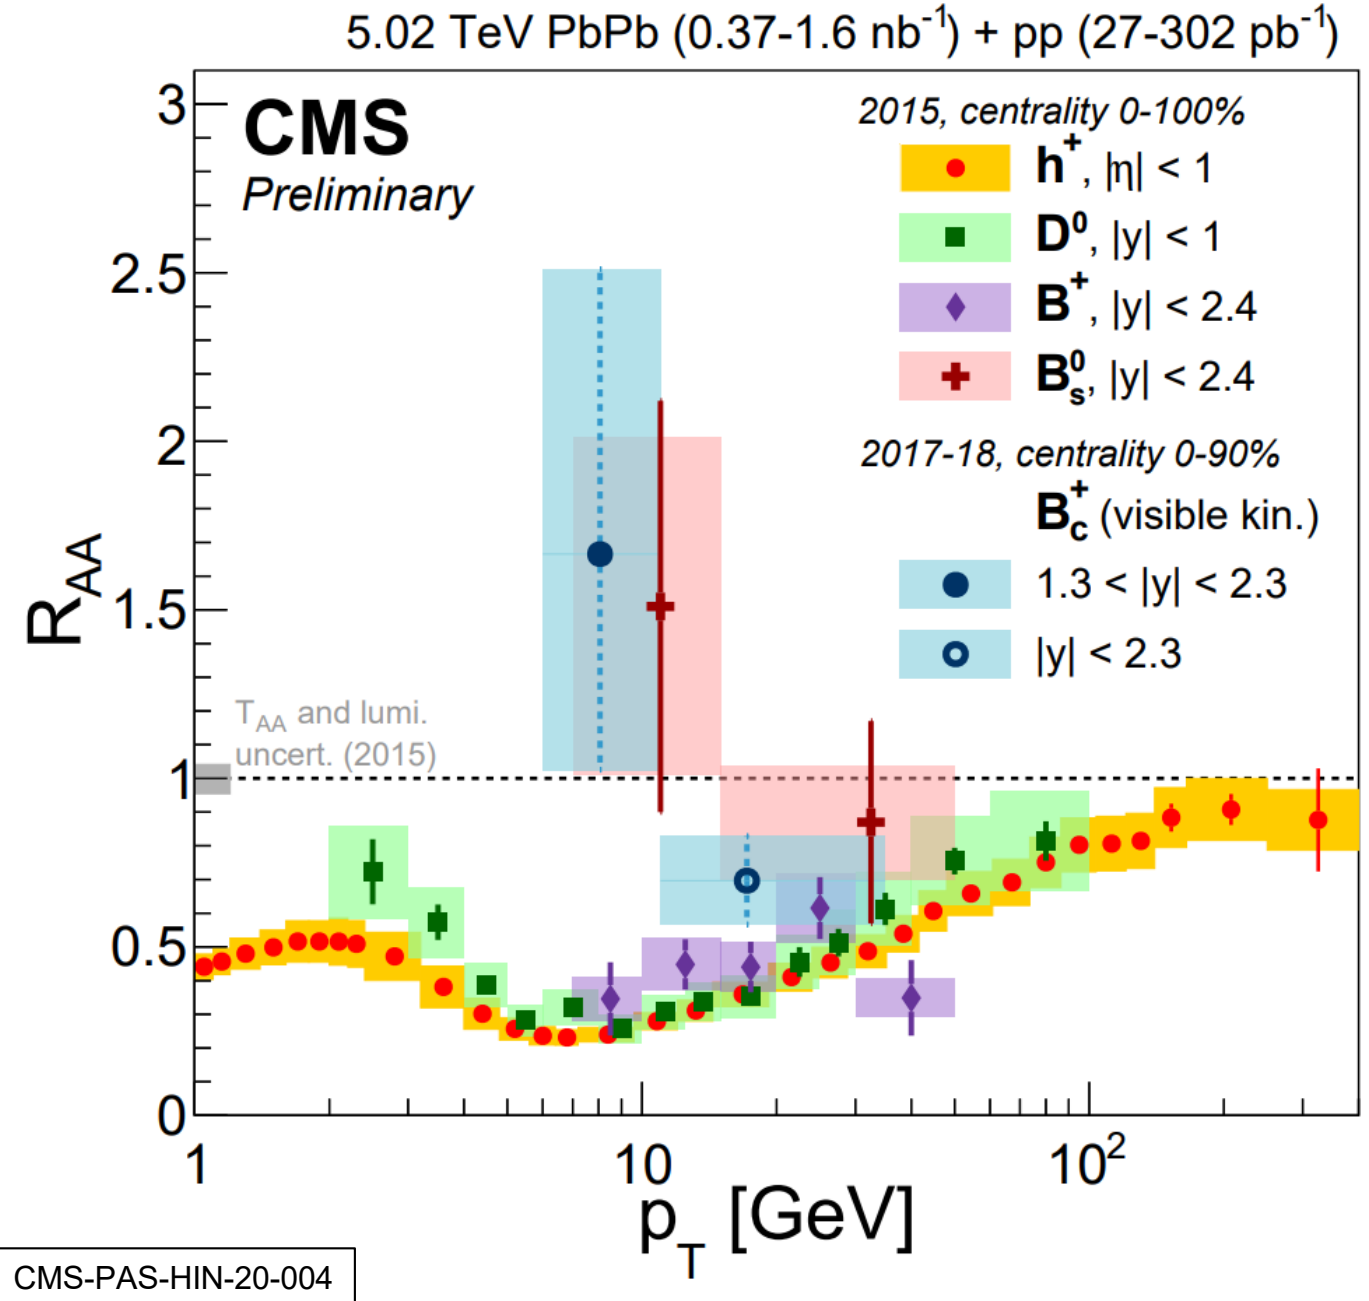 5.02 TeV PbPb (0.37-1.6 nb⁻¹) + pp (27-302 pb⁻¹)
CMS
Preliminary
2015, centrality 0-100%
h⁺, |η| < 1
D⁰, |y| < 1
B⁺, |y| < 2.4
B⁰ₛ, |y| < 2.4
2017-18, centrality 0-90%
B⁺c (visible kin.)
1.3 < |y| < 2.3
|y| < 2.3
T_AA and lumi.
uncert. (2015)
R_AA
3
2.5
2
1.5
1
0.5
0
1
10
10²
p_T [GeV]
CMS-PAS-HIN-20-004